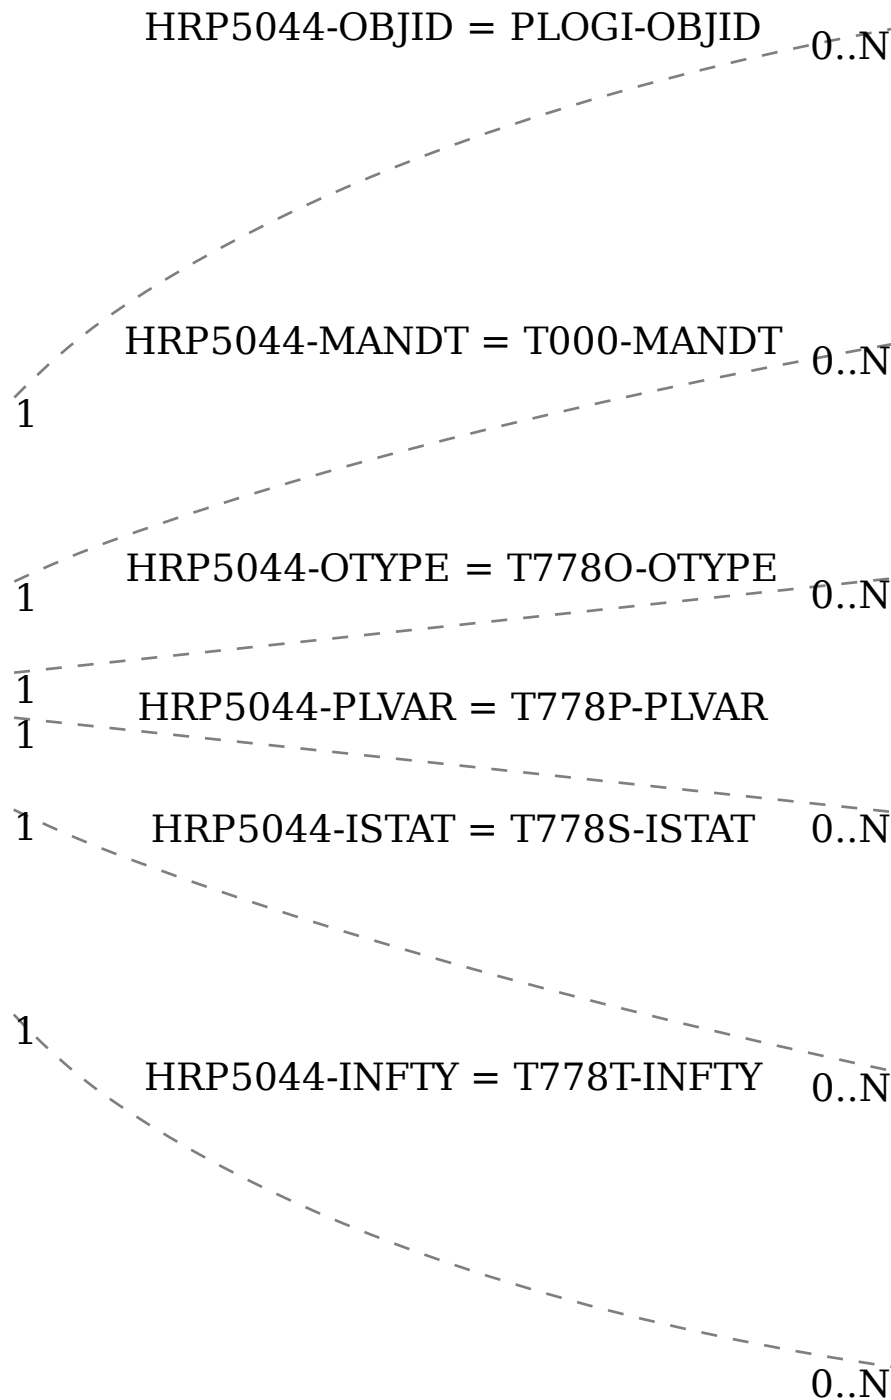 HRP5044-OBJID = PLOGI-OBJID
0..N
HRP5044-MANDT = T000-MANDT
0..N
1
HRP5044-OTYPE = T778O-OTYPE
0..N
1
1
HRP5044-PLVAR = T778P-PLVAR
1
HRP5044-ISTAT = T778S-ISTAT
0..N
1
1
HRP5044-INFTY = T778T-INFTY
0..N
0..N